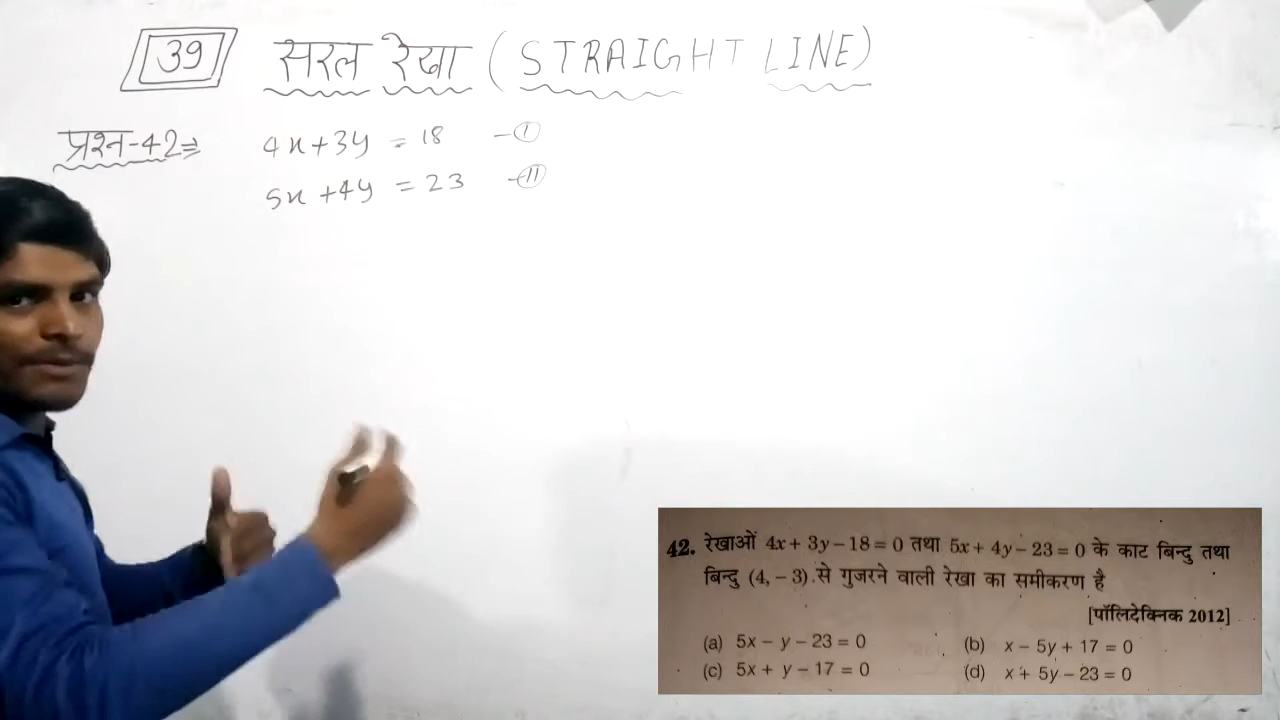 39 सरल रेखा ( STRAIGHT LINE )
प्रश्न-42⇒ 4x+3y = 18 —(I)
5x+4y = 23 —(II)
42. रेखाओं 4x + 3y – 18 = 0 तथा 5x + 4y – 23 = 0 के काट बिन्दु तथा
बिन्दु (4, – 3) से गुजरने वाली रेखा का समीकरण है
[पॉलिटेक्निक 2012]
(a) 5x – y – 23 = 0 (b) x – 5y + 17 = 0
(c) 5x + y – 17 = 0 (d) x + 5y – 23 = 0